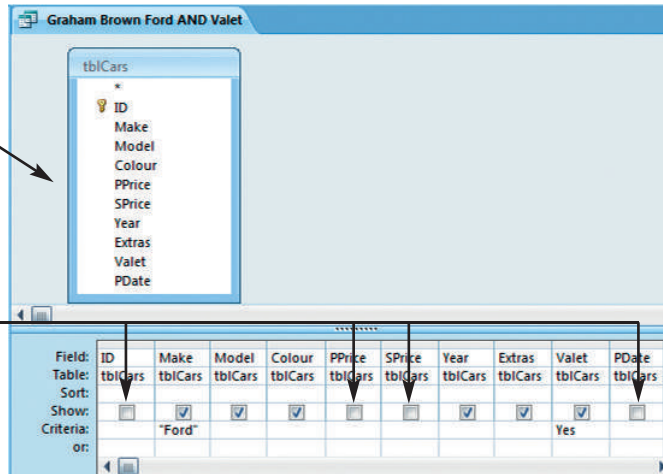 Graham Brown Ford AND Valet
tblCars
*
ID
Make
Model
Colour
PPrice
SPrice
Year
Extras
Valet
PDate
Field: ID Make Model Colour PPrice SPrice Year Extras Valet PDate
Table: tblCars tblCars tblCars tblCars tblCars tblCars tblCars tblCars tblCars tblCars
Sort:
Show:
Criteria: "Ford" Yes
or: